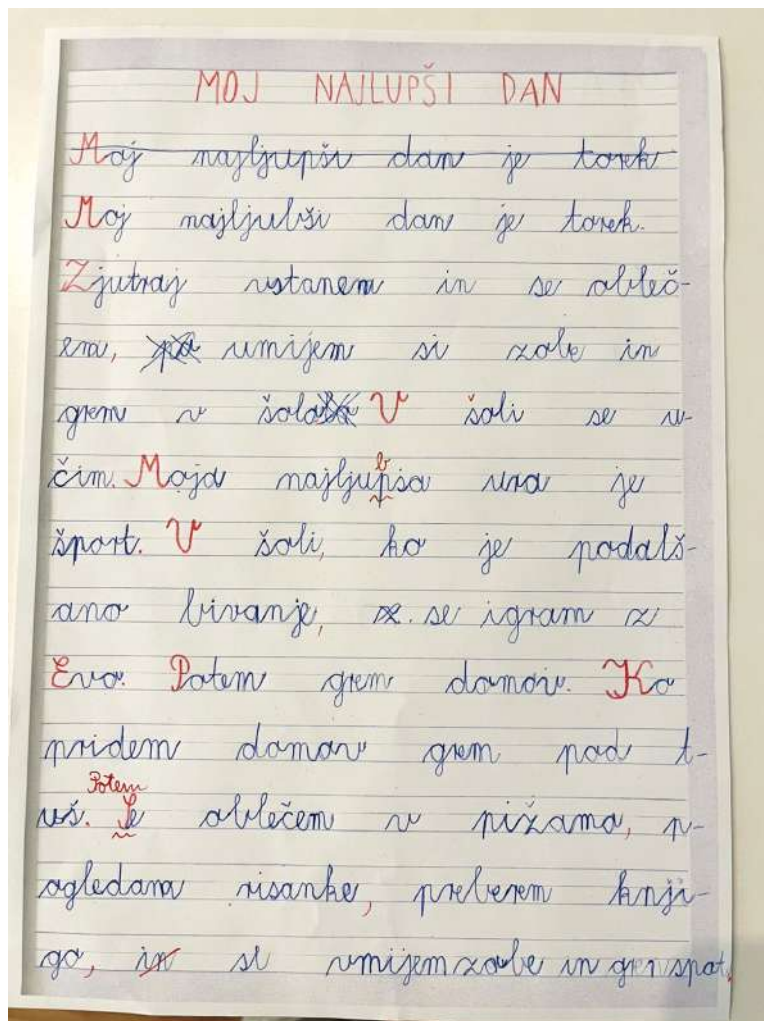 MOJ NAJLUPŠI DAN
Moj najljupši dan je torek
Moj najljubši dan je torek.
Zjutraj vstanem in se obleč-
em, pa umijem si zobe in
grem v šolo V šoli se u-
čim. Moja najljupša ura je
b
šport. V šoli, ko je podalš-
ano bivanje, se igram z
Evo. Potem grem domov. Ko
pridem domov grem pod t-
Potem
uš. Se oblečem v pižamo, p-
ogledam risanke, preberem knji-
go, in si umijem zobe in grem spat.